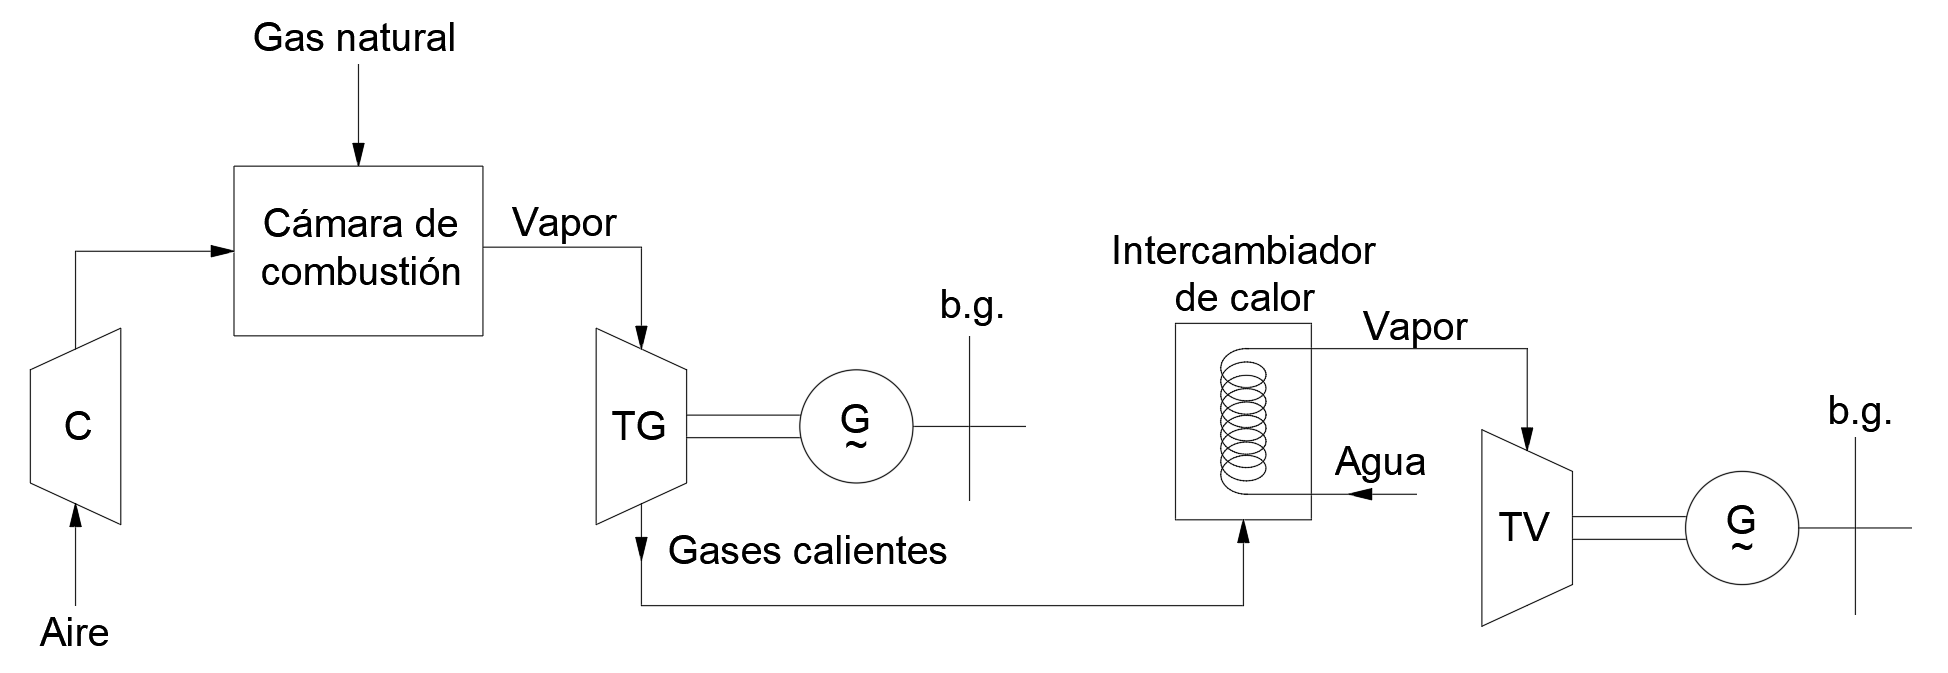 Gas natural
Cámara de
combustión
Vapor
C
Aire
TG
G
~
b.g.
Gases calientes
Intercambiador
de calor
Vapor
Agua
TV
G
~
b.g.